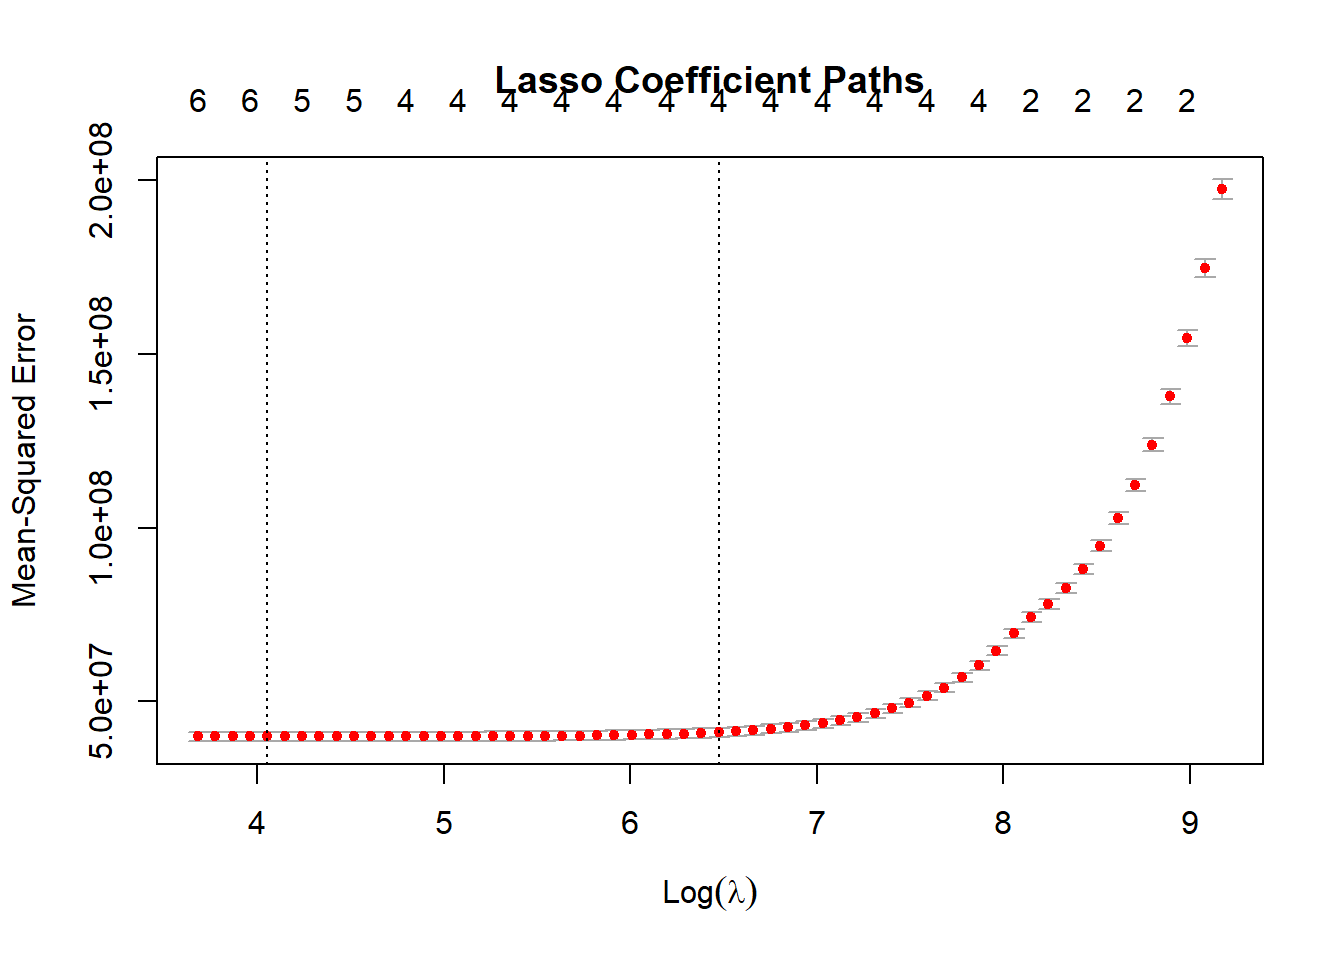 Lasso Coefficient Paths
6 6 5 5 4 4 4 4 4 4 4 4 4 4 4 4 2 2 2 2
2.0e+08
1.5e+08
1.0e+08
5.0e+07
Mean-Squared Error
4 5 6 7 8 9
Log(λ)